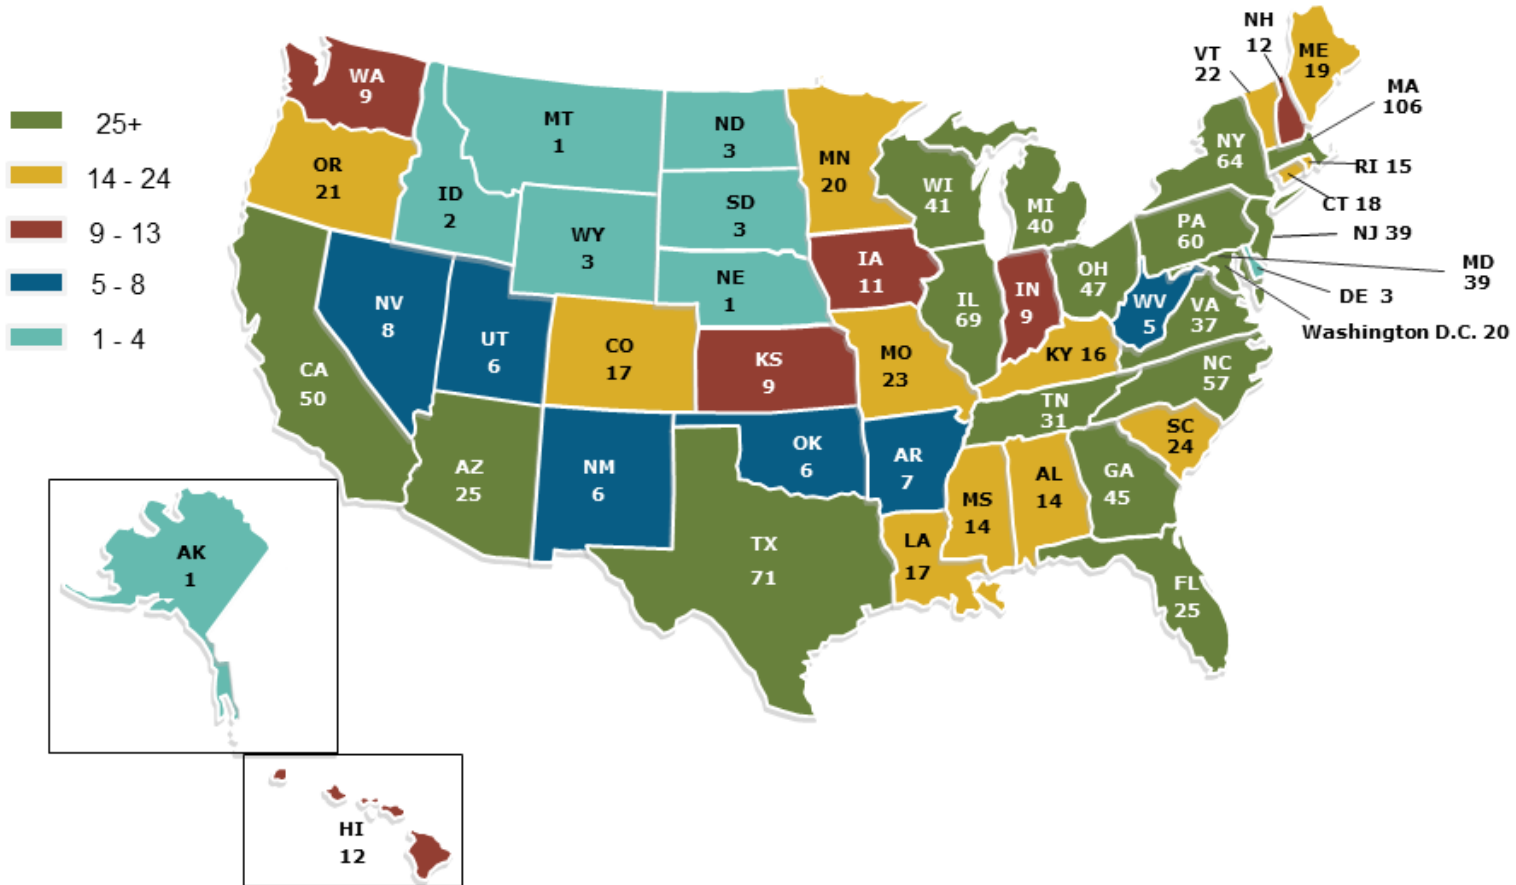 25+
14 - 24
9 - 13
5 - 8
1 - 4
WA
9
OR
21
CA
50
NV
8
ID
2
MT
1
WY
3
UT
6
AZ
25
CO
17
NM
6
ND
3
SD
3
NE
1
KS
9
OK
6
TX
71
MN
20
IA
11
MO
23
AR
7
LA
17
WI
41
IL
69
MI
40
IN
9
OH
47
KY 16
TN
31
MS
14
AL
14
GA
45
FL
25
SC
24
NC
57
VA
37
WV
5
PA
60
NY
64
VT
22
NH
12
ME
19
MA
106
RI 15
CT 18
NJ 39
MD
39
DE 3
Washington D.C. 20
AK
1
HI
12